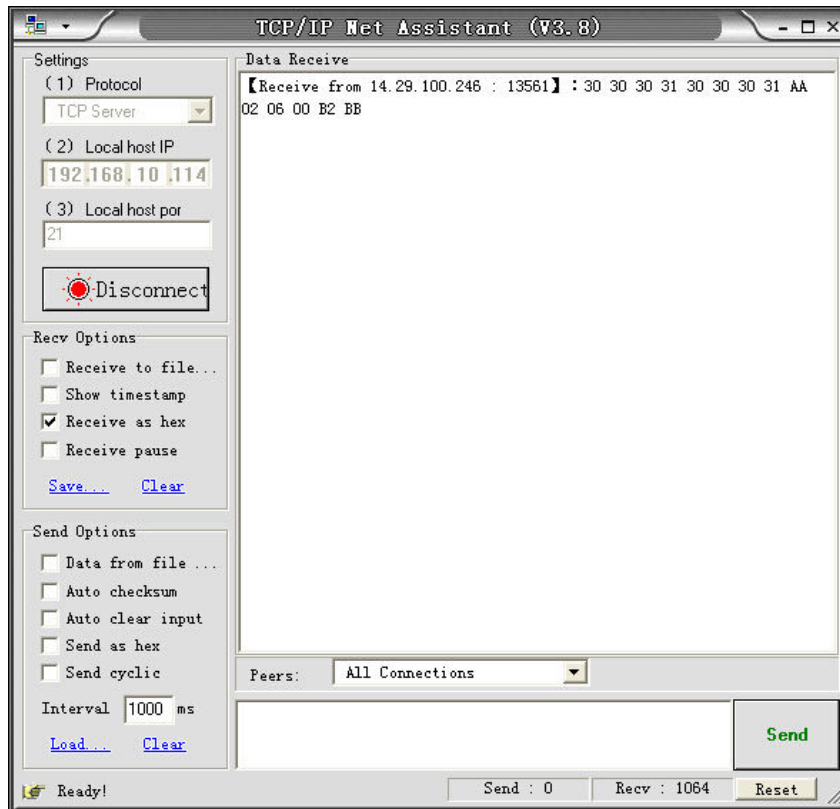 TCP/IP Net Assistant (V3.8)
Settings
(1) Protocol
TCP Server
(2) Local host IP
192.168.10.114
(3) Local host por
21
Disconnect
Recv Options
Receive to file...
Show timestamp
Receive as hex
Receive pause
Save... Clear
Send Options
Data from file ...
Auto checksum
Auto clear input
Send as hex
Send cyclic
Interval 1000 ms
Load... Clear
Data Receive
【Receive from 14.29.100.246 : 13561】:30 30 30 31 30 30 30 31 AA
02 06 00 B2 BB
Peers: All Connections
Send
Ready!
Send : 0
Recv : 1064
Reset